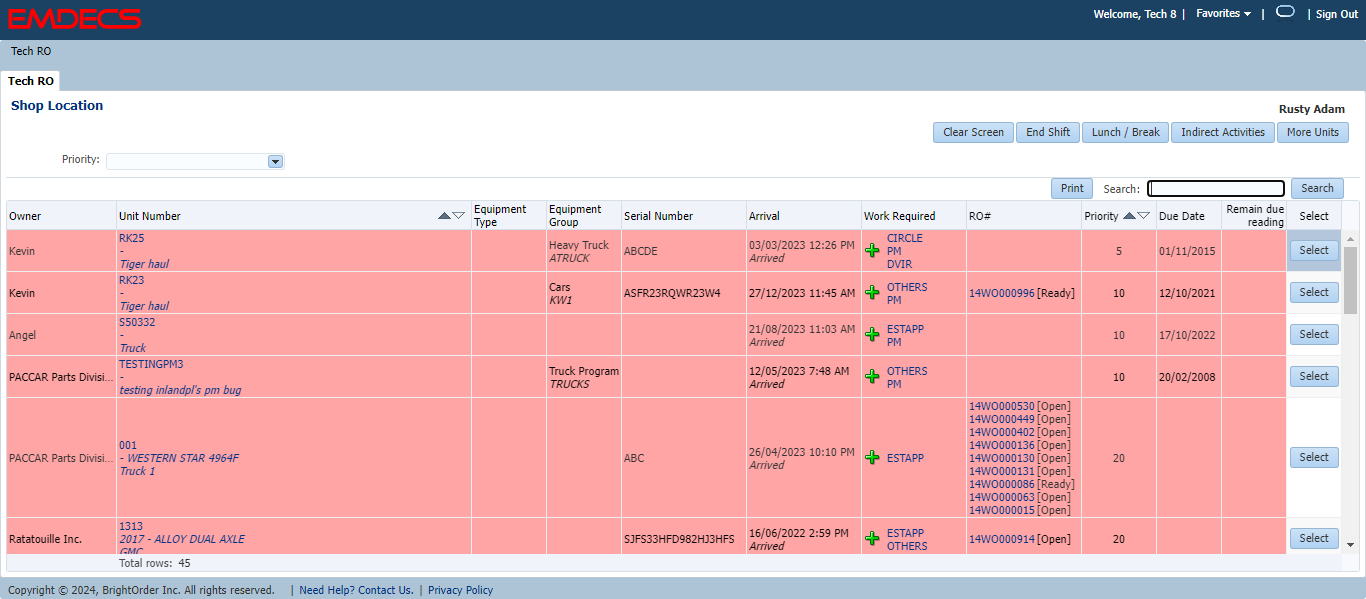 EMDECS
Welcome, Tech 8 | Favorites | | Sign Out
Tech RO
Tech RO
Shop Location
Rusty Adam
Clear Screen End Shift Lunch / Break Indirect Activities More Units
Priority:
Print Search: Search
Owner Unit Number Equipment Type Equipment Group Serial Number Arrival Work Required RO# Priority Due Date Remain due reading Select
Kevin
RK25
-
Tiger haul
Heavy Truck
ATRUCK
ABCDE
03/03/2023 12:26 PM
Arrived
CIRCLE
PM
DVIR
5
01/11/2015
Select
Kevin
RK23
-
Tiger haul
Cars
KW1
ASFR23RQWR23W4
27/12/2023 11:45 AM
OTHERS
PM
14WO000996 [Ready]
10
12/10/2021
Select
Angel
S50332
-
Truck
21/08/2023 11:03 AM
Arrived
ESTAPP
PM
10
17/10/2022
Select
PACCAR Parts Divisi...
TESTINGPM3
-
testing inlandpl's pm bug
Truck Program
TRUCKS
12/05/2023 7:48 AM
Arrived
OTHERS
PM
10
20/02/2008
Select
PACCAR Parts Divisi...
001
- WESTERN STAR 4964F
Truck 1
ABC
26/04/2023 10:10 PM
Arrived
ESTAPP
14WO000530 [Open]
14WO000449 [Open]
14WO000402 [Open]
14WO000136 [Open]
14WO000130 [Open]
14WO000131 [Open]
14WO000086 [Ready]
14WO000063 [Open]
14WO000015 [Open]
20
Select
Ratatouille Inc.
1313
2017 - ALLOY DUAL AXLE
GMC
SJFS33HFD982HJ3HFS
16/06/2022 2:59 PM
Arrived
ESTAPP
OTHERS
14WO000914 [Open]
20
Select
Total rows: 45
Copyright © 2024, BrightOrder Inc. All rights reserved. | Need Help? Contact Us. | Privacy Policy